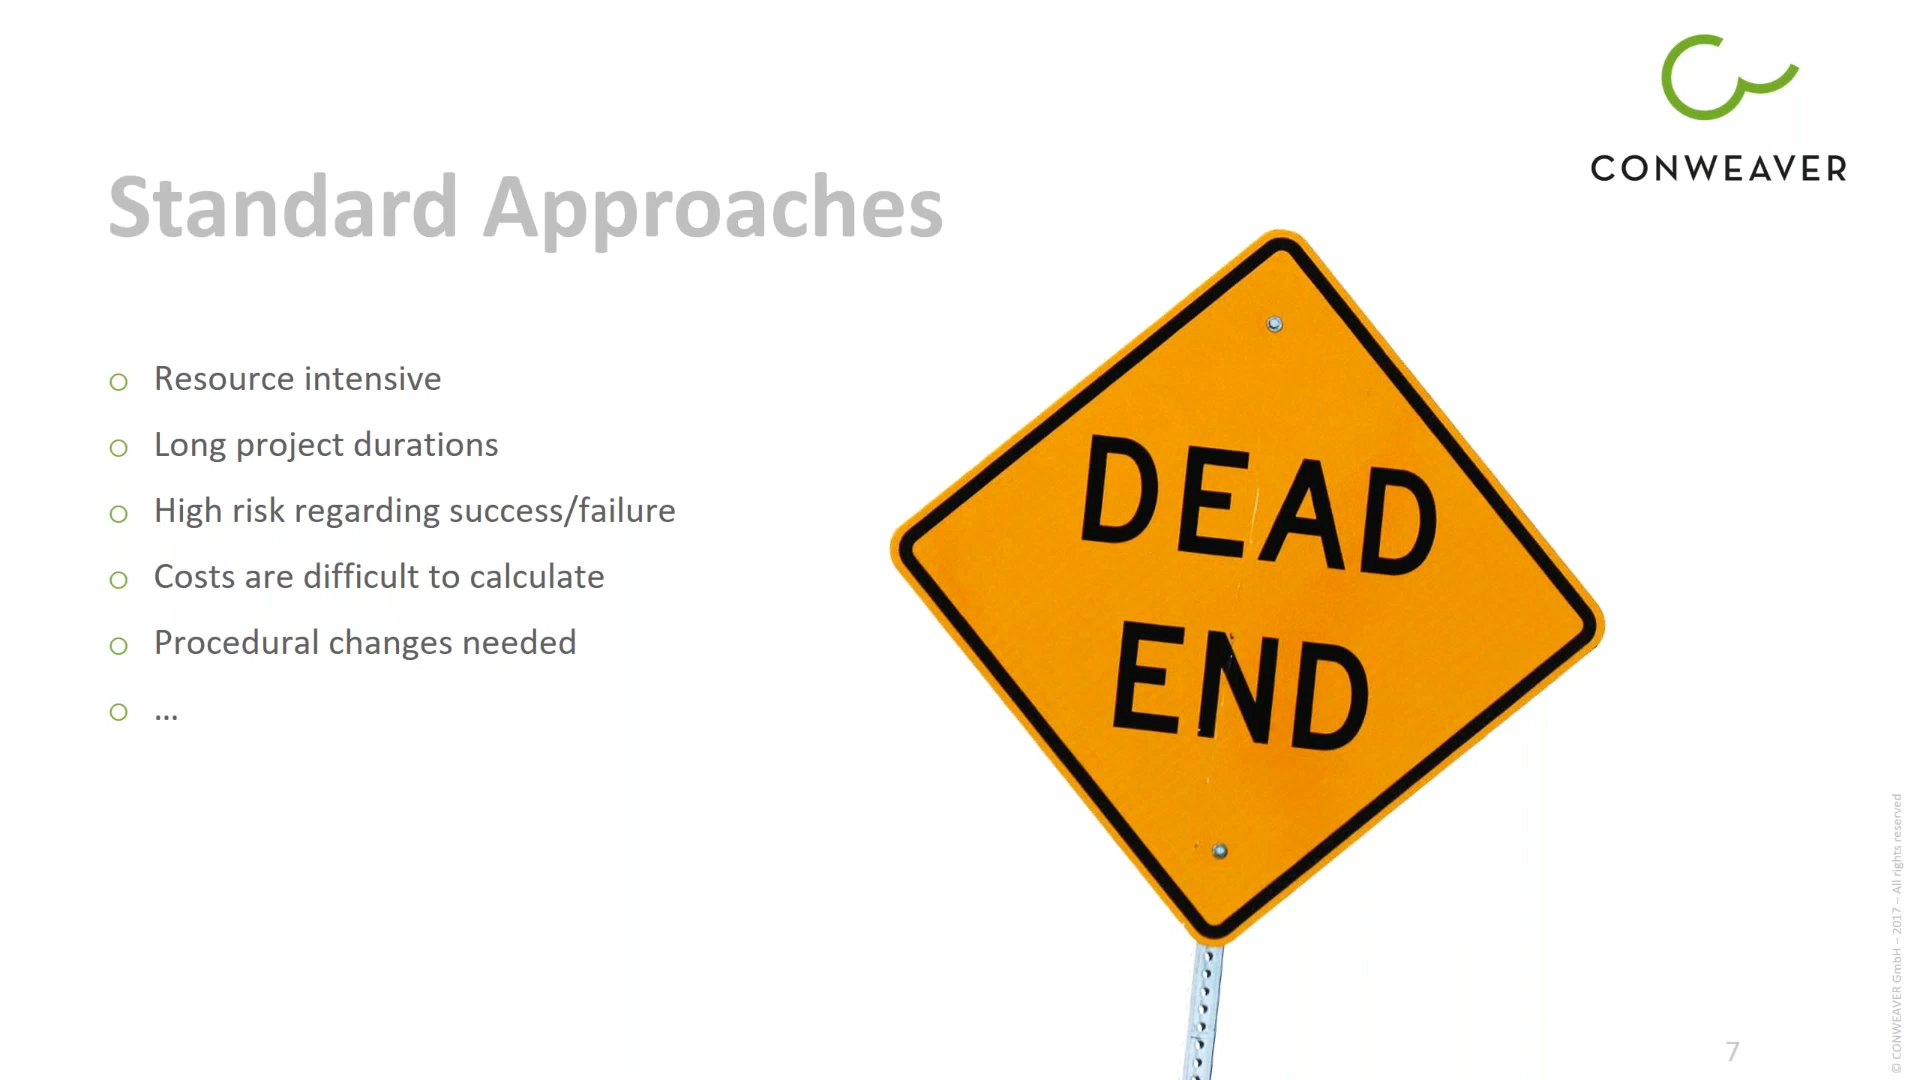 CONWEAVER
Standard Approaches
Resource intensive
Long project durations
High risk regarding success/failure
Costs are difficult to calculate
Procedural changes needed
...
DEAD
END
7
© CONWEAVER GmbH – 2017 – All rights reserved